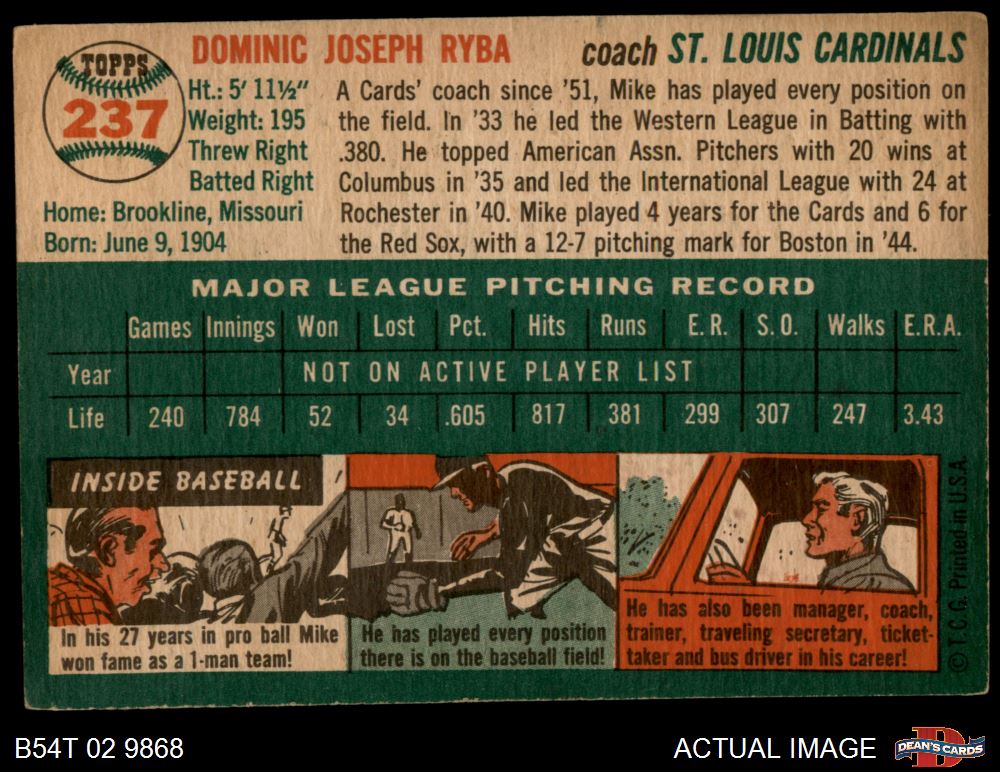 TOPPS
237
DOMINIC JOSEPH RYBA
coach ST. LOUIS CARDINALS
Ht.: 5' 11½"
Weight: 195
Threw Right
Batted Right
Home: Brookline, Missouri
Born: June 9, 1904
A Cards' coach since '51, Mike has played every position on
the field. In '33 he led the Western League in Batting with
.380. He topped American Assn. Pitchers with 20 wins at
Columbus in '35 and led the International League with 24 at
Rochester in '40. Mike played 4 years for the Cards and 6 for
the Red Sox, with a 12-7 pitching mark for Boston in '44.
MAJOR LEAGUE PITCHING RECORD
Games Innings Won Lost Pct. Hits Runs E.R. S.O. Walks E.R.A.
Year NOT ON ACTIVE PLAYER LIST
Life 240 784 52 34 .605 817 381 299 307 247 3.43
INSIDE BASEBALL
In his 27 years in pro ball Mike
won fame as a 1-man team!
He has played every position
there is on the baseball field!
He has also been manager, coach,
trainer, traveling secretary, ticket-
taker and bus driver in his career!
© T. C. G. Printed in U.S.A.
B54T 02 9868
ACTUAL IMAGE
D
DEAN'S CARDS